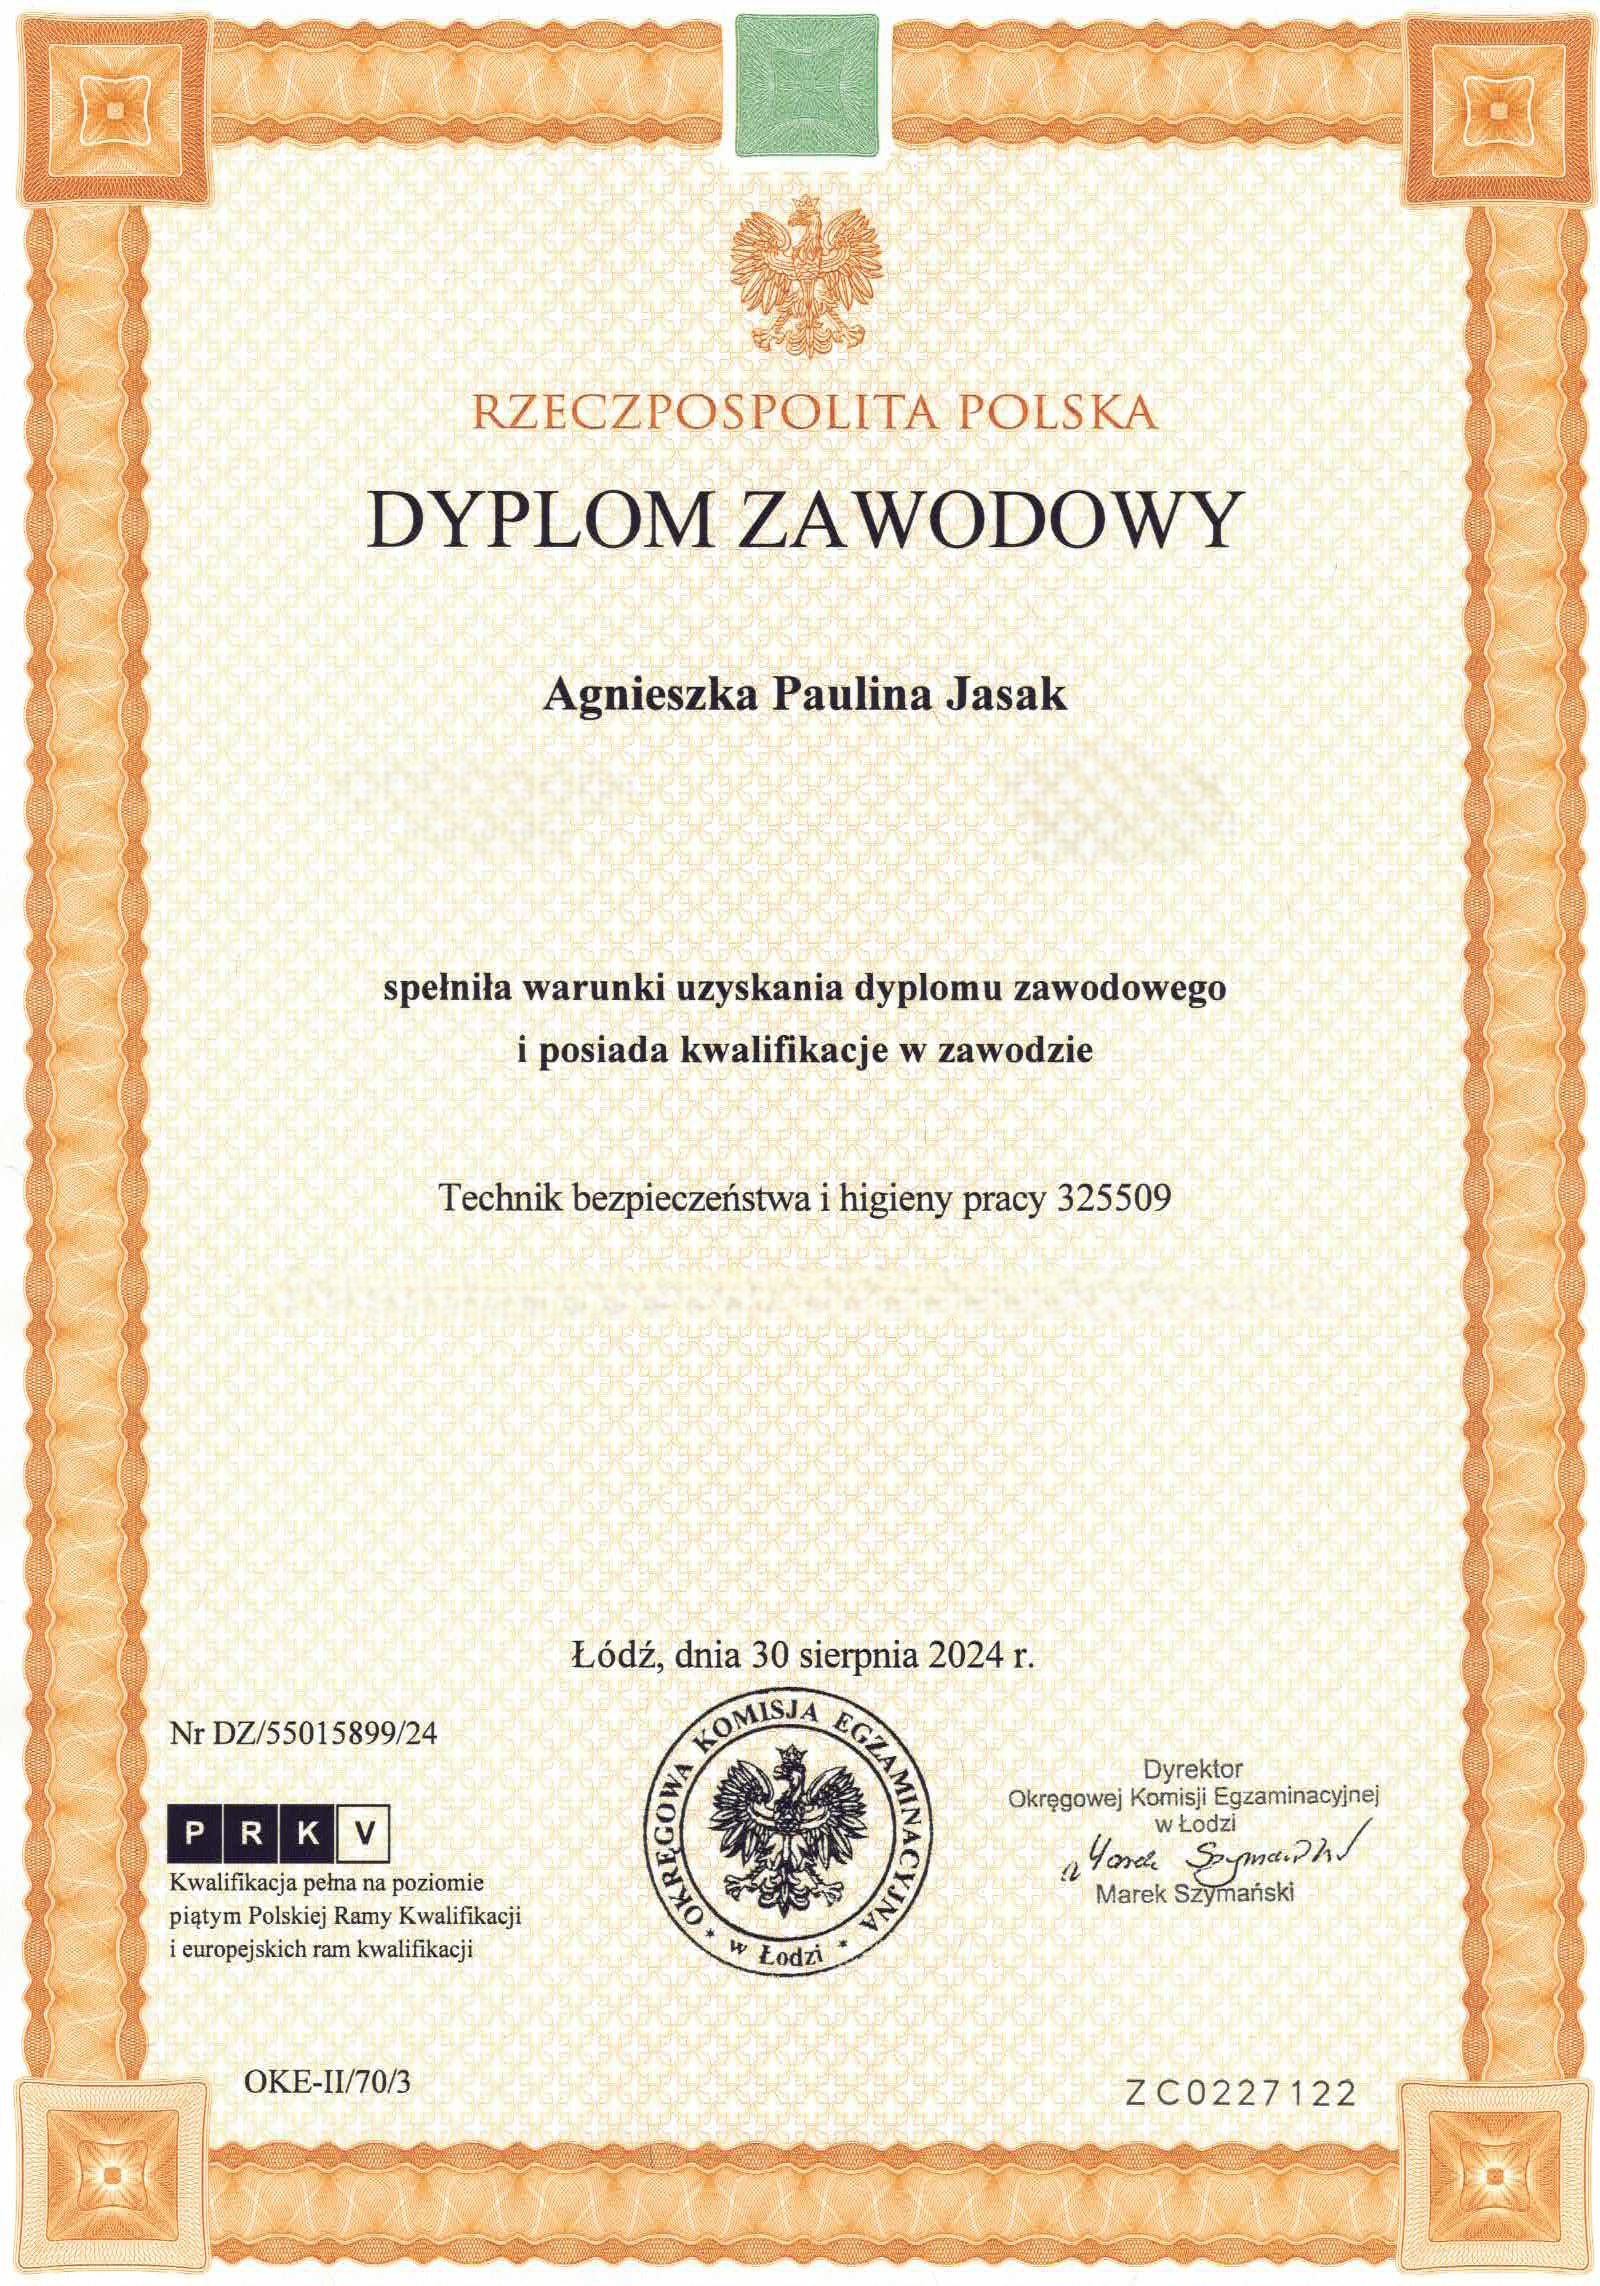 RZECZPOSPOLITA POLSKA
DYPLOM ZAWODOWY
Agnieszka Paulina Jasak
spełniła warunki uzyskania dyplomu zawodowego
i posiada kwalifikacje w zawodzie
Technik bezpieczeństwa i higieny pracy 325509
Łódź, dnia 30 sierpnia 2024 r.
Nr DZ/55015899/24
P R K V
Kwalifikacja pełna na poziomie
piątym Polskiej Ramy Kwalifikacji
i europejskich ram kwalifikacji
OKRĘGOWA KOMISJA EGZAMINACYJNA
* w Łodzi *
Dyrektor
Okręgowej Komisji Egzaminacyjnej
w Łodzi
Marek Szymański
Marek Szymański
OKE-II/70/3
ZC0227122